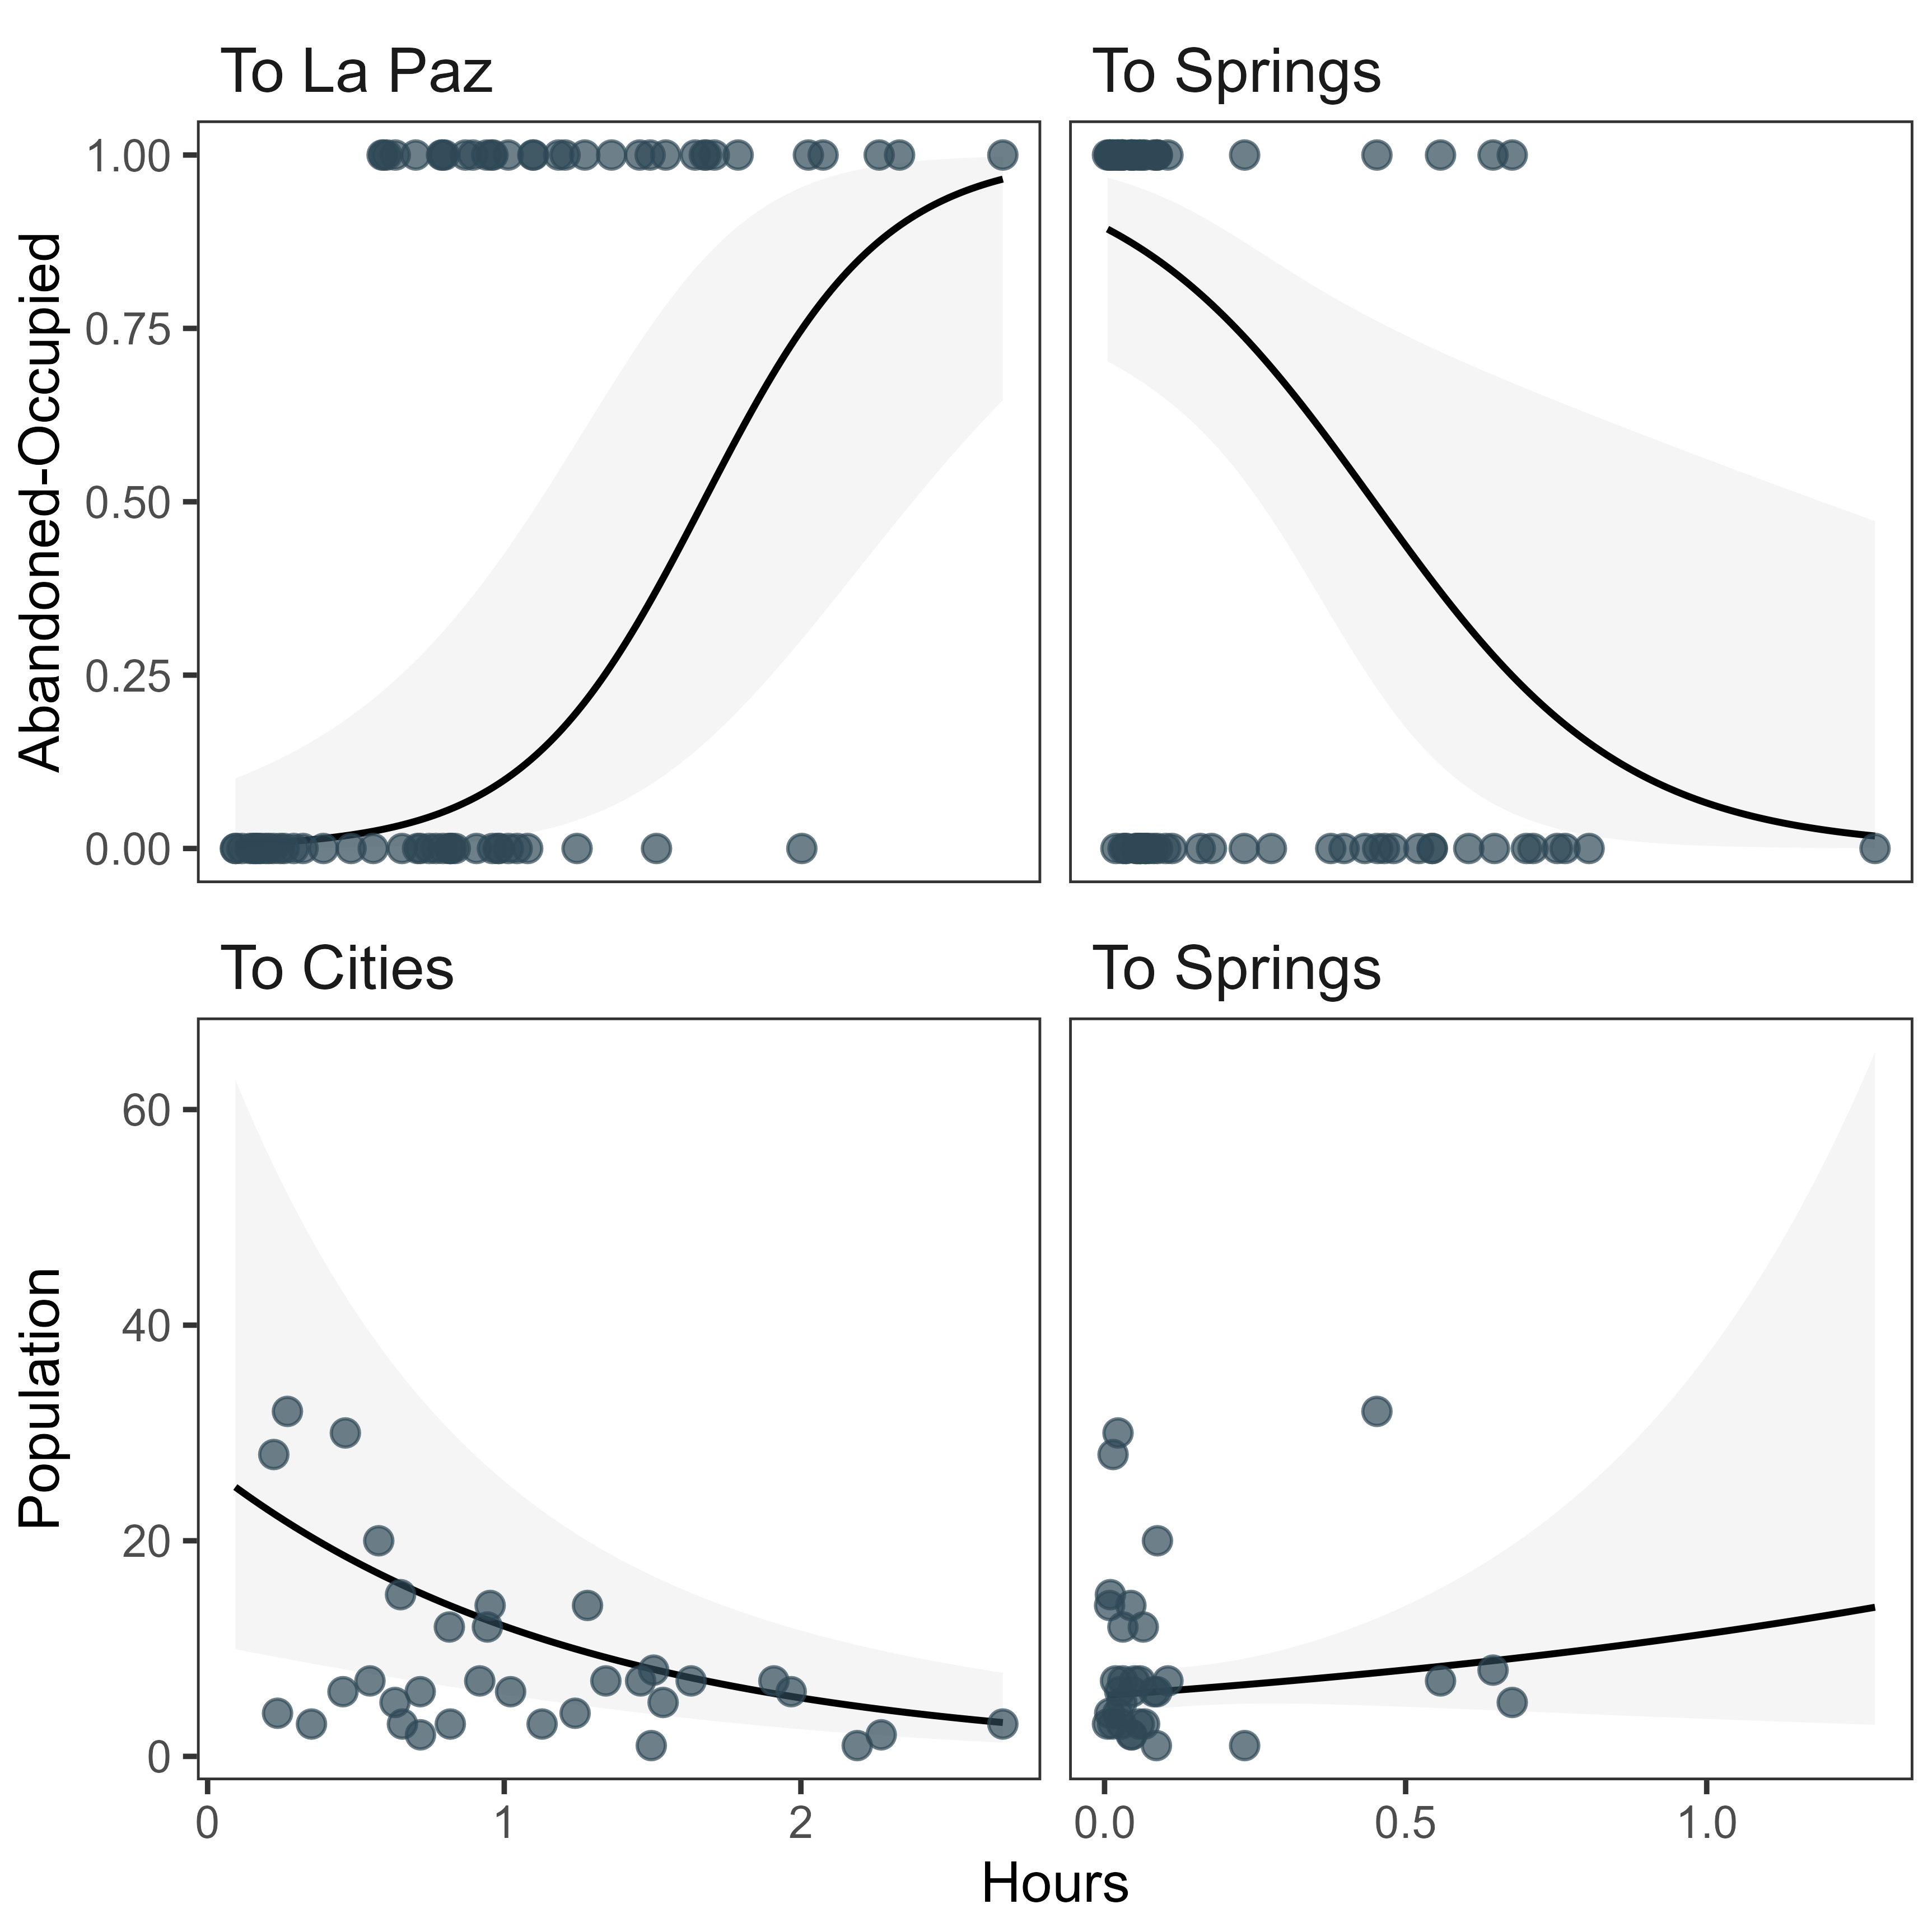 To La Paz
To Springs
Abandoned-Occupied
1.00
0.75
0.50
0.25
0.00
To Cities
To Springs
Population
60
40
20
0
0
1
2
0.0
0.5
1.0
Hours